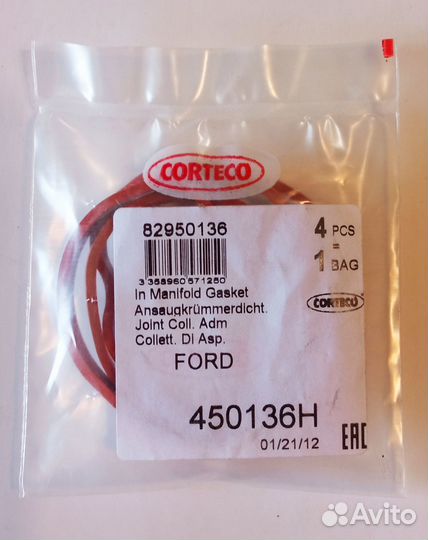 CORTECO
82950136
4 PCS
=
1 BAG
3 358960 571260
In Manifold Gasket
Ansaugkrümmerdicht.
Joint Coll. Adm
Collett. DI Asp.
CORTECO
FORD
450136H
01/21/12
EAC
Avito